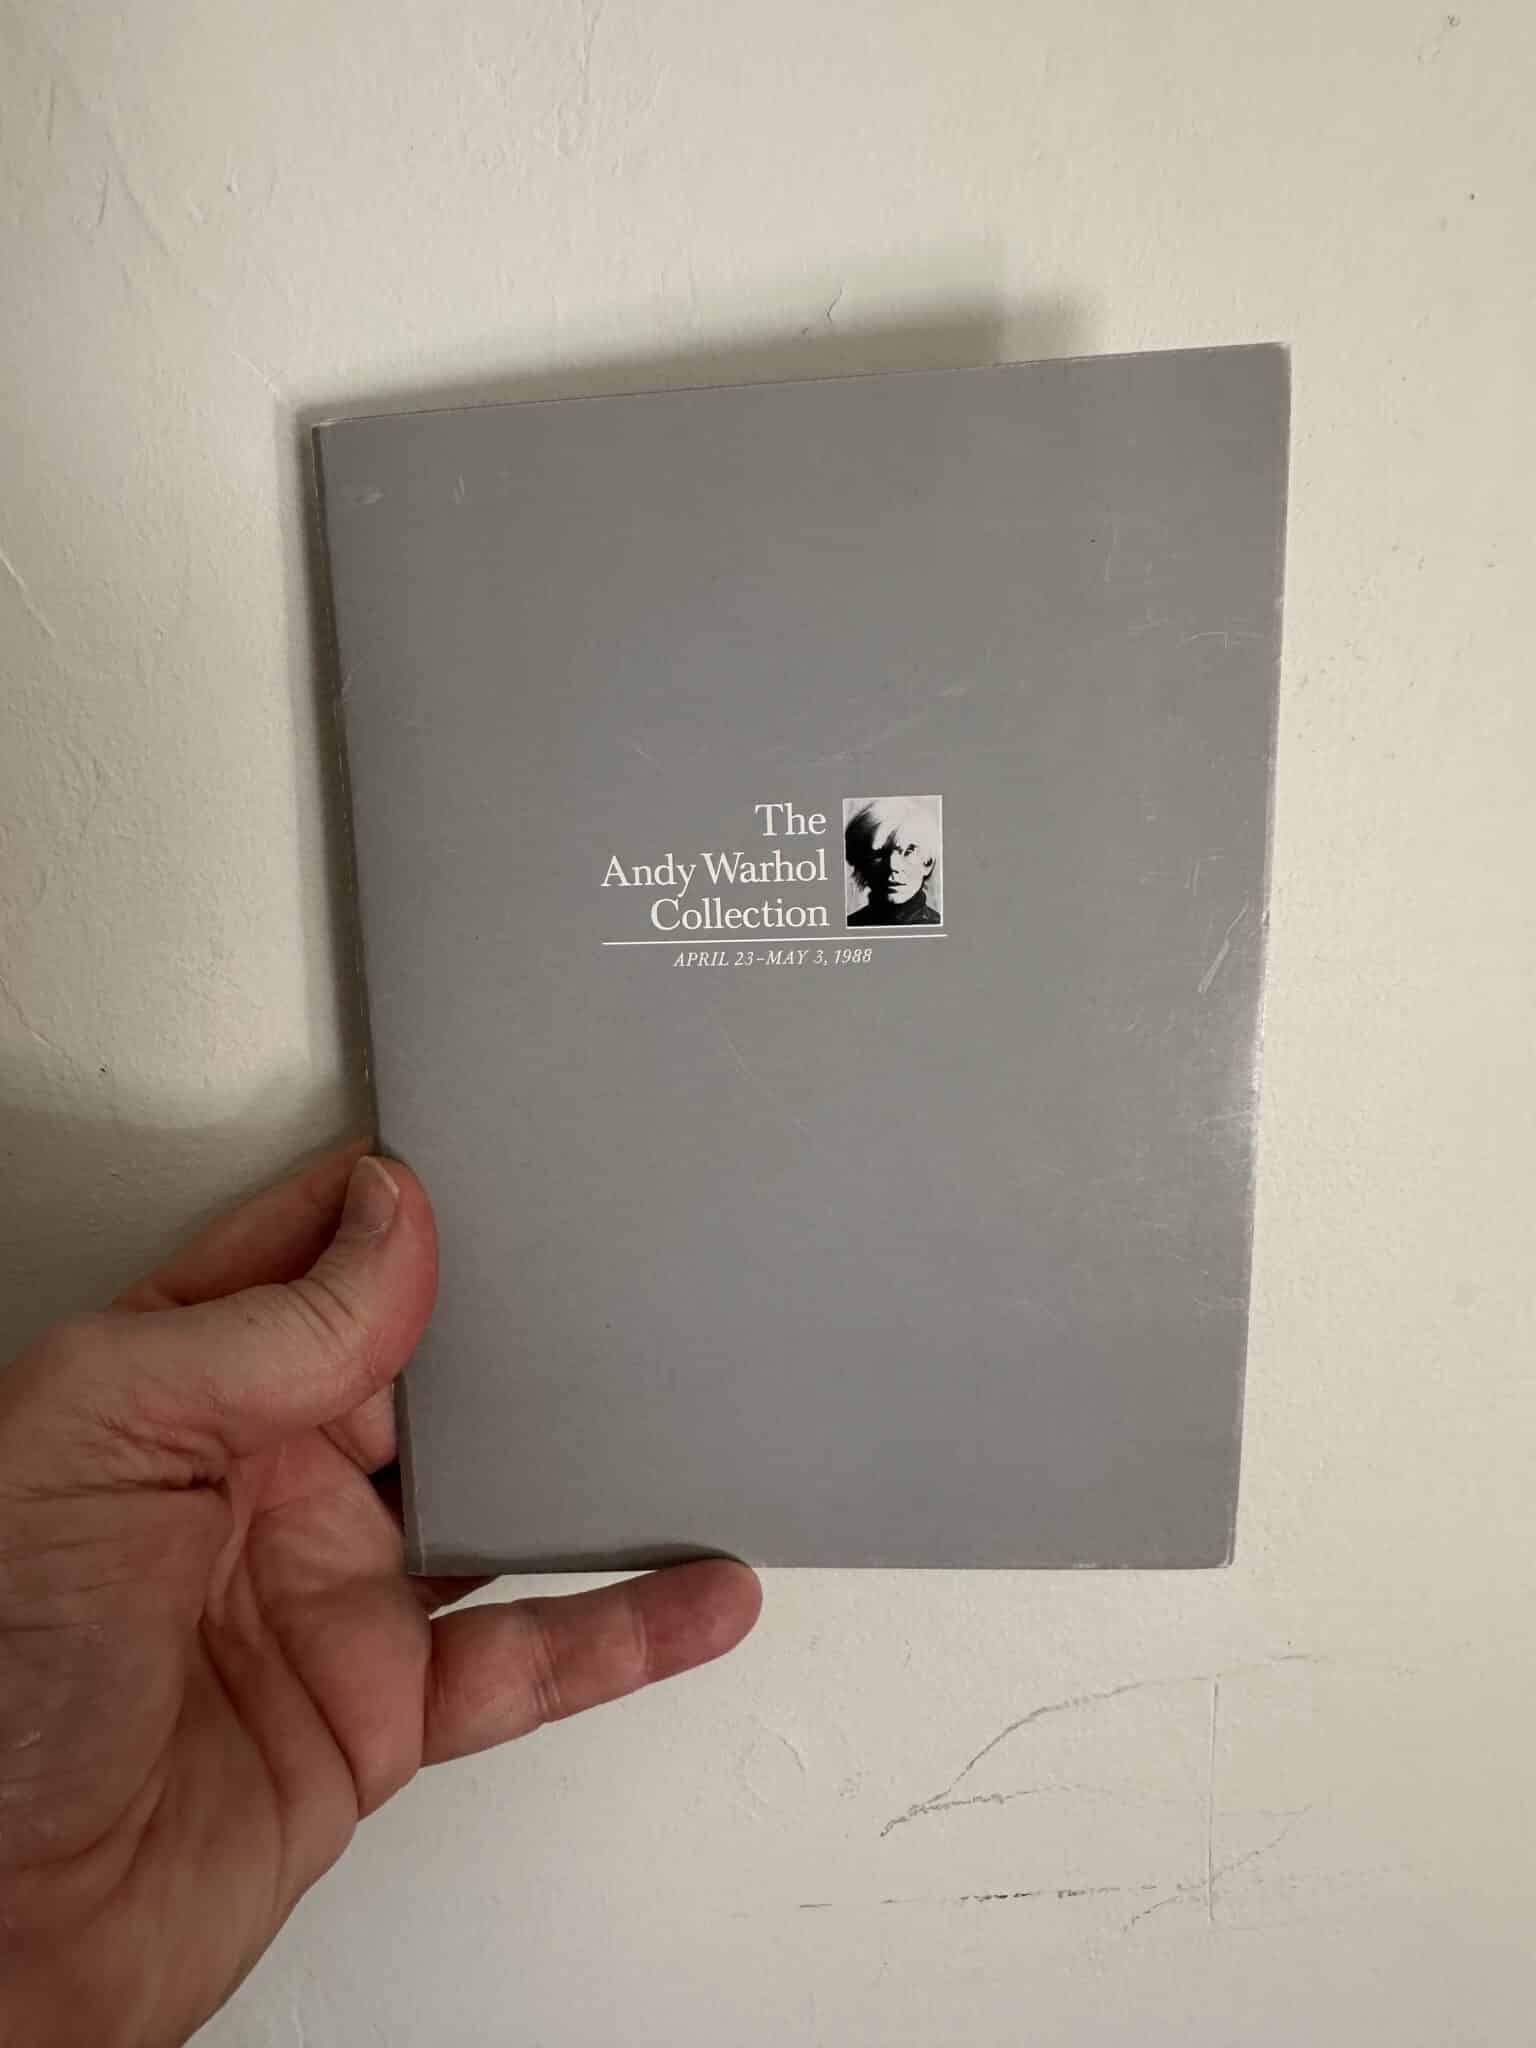 The
Andy Warhol
Collection
APRIL 23–MAY 3, 1988